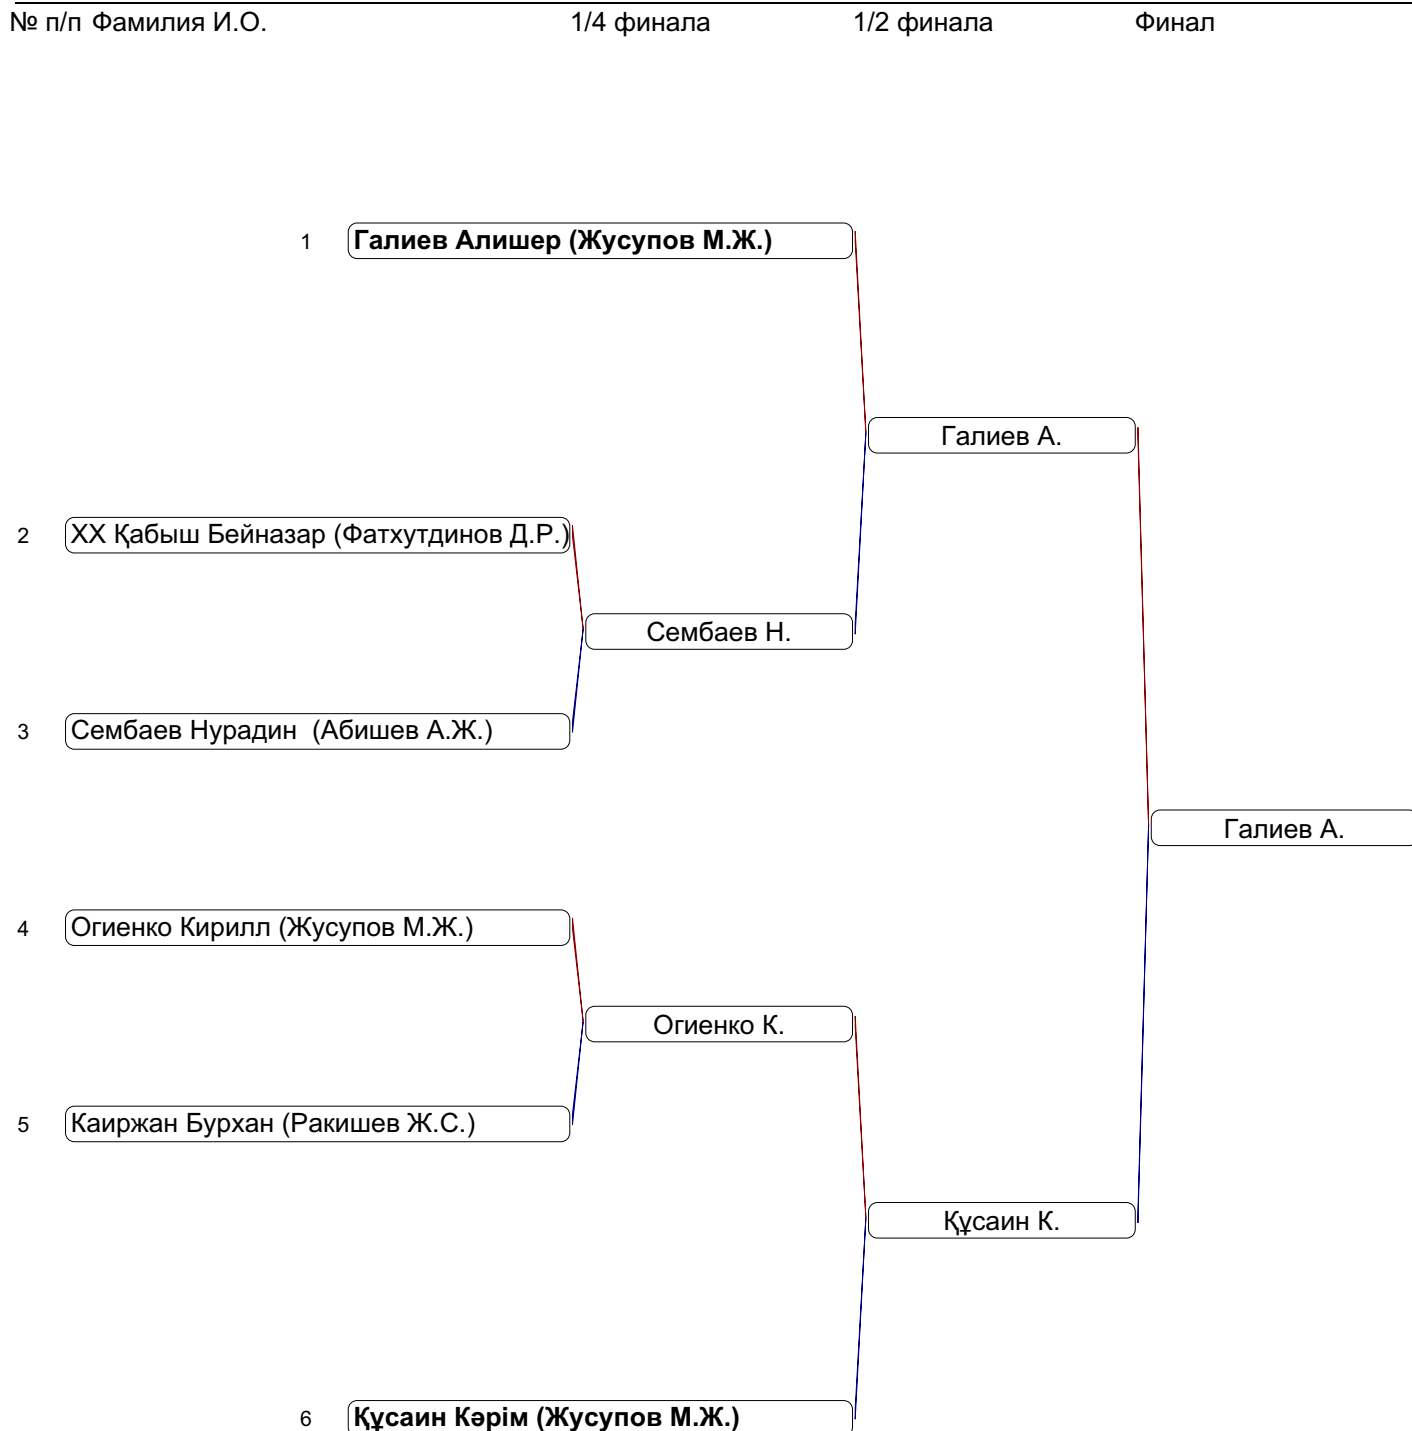 № п/п Фамилия И.О. 1/4 финала 1/2 финала Финал
1 Галиев Алишер (Жусупов М.Ж.)
Галиев А.
2 ХХ Қабыш Бейназар (Фатхутдинов Д.Р.)
Сембаев Н.
3 Сембаев Нурадин (Абишев А.Ж.)
Галиев А.
4 Огиенко Кирилл (Жусупов М.Ж.)
Огиенко К.
5 Каиржан Бурхан (Ракишев Ж.С.)
Құсаин К.
6 Құсаин Кәрім (Жусупов М.Ж.)